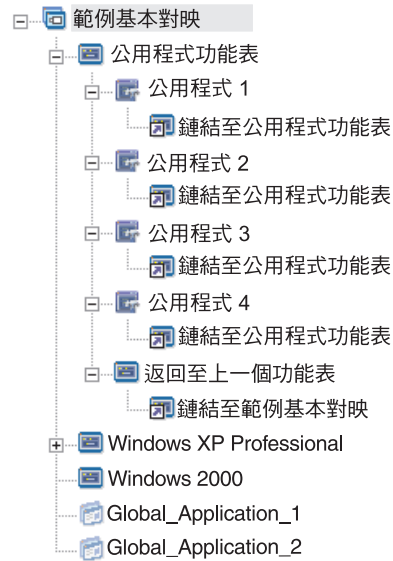 範例基本對映
公用程式功能表
公用程式 1
鏈結至公用程式功能表
公用程式 2
鏈結至公用程式功能表
公用程式 3
鏈結至公用程式功能表
公用程式 4
鏈結至公用程式功能表
返回至上一個功能表
鏈結至範例基本對映
Windows XP Professional
Windows 2000
Global_Application_1
Global_Application_2